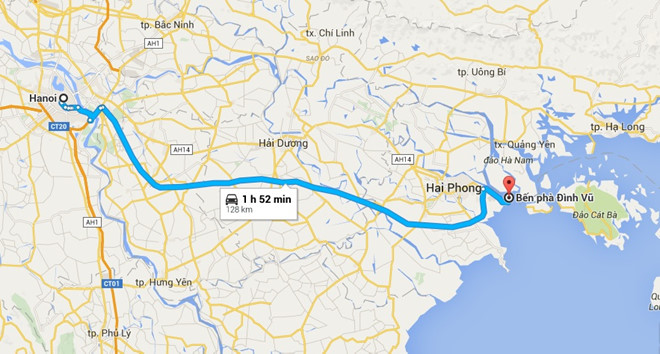 tp. Bắc Ninh
AH1
tx. Chí Linh
SAO ĐỎ
tp. Uông Bí
Hanoi
CT20
AH14
Hải Dương
AH14
tx. Quảng Yên
tp. Hạ Long
đảo Hà Nam
Hai Phong
Bến phà Đình Vũ
Đảo Cát Bà
1 h 52 min
128 km
AH1
tp. Hưng Yên
CT01
tp. Phủ Lý